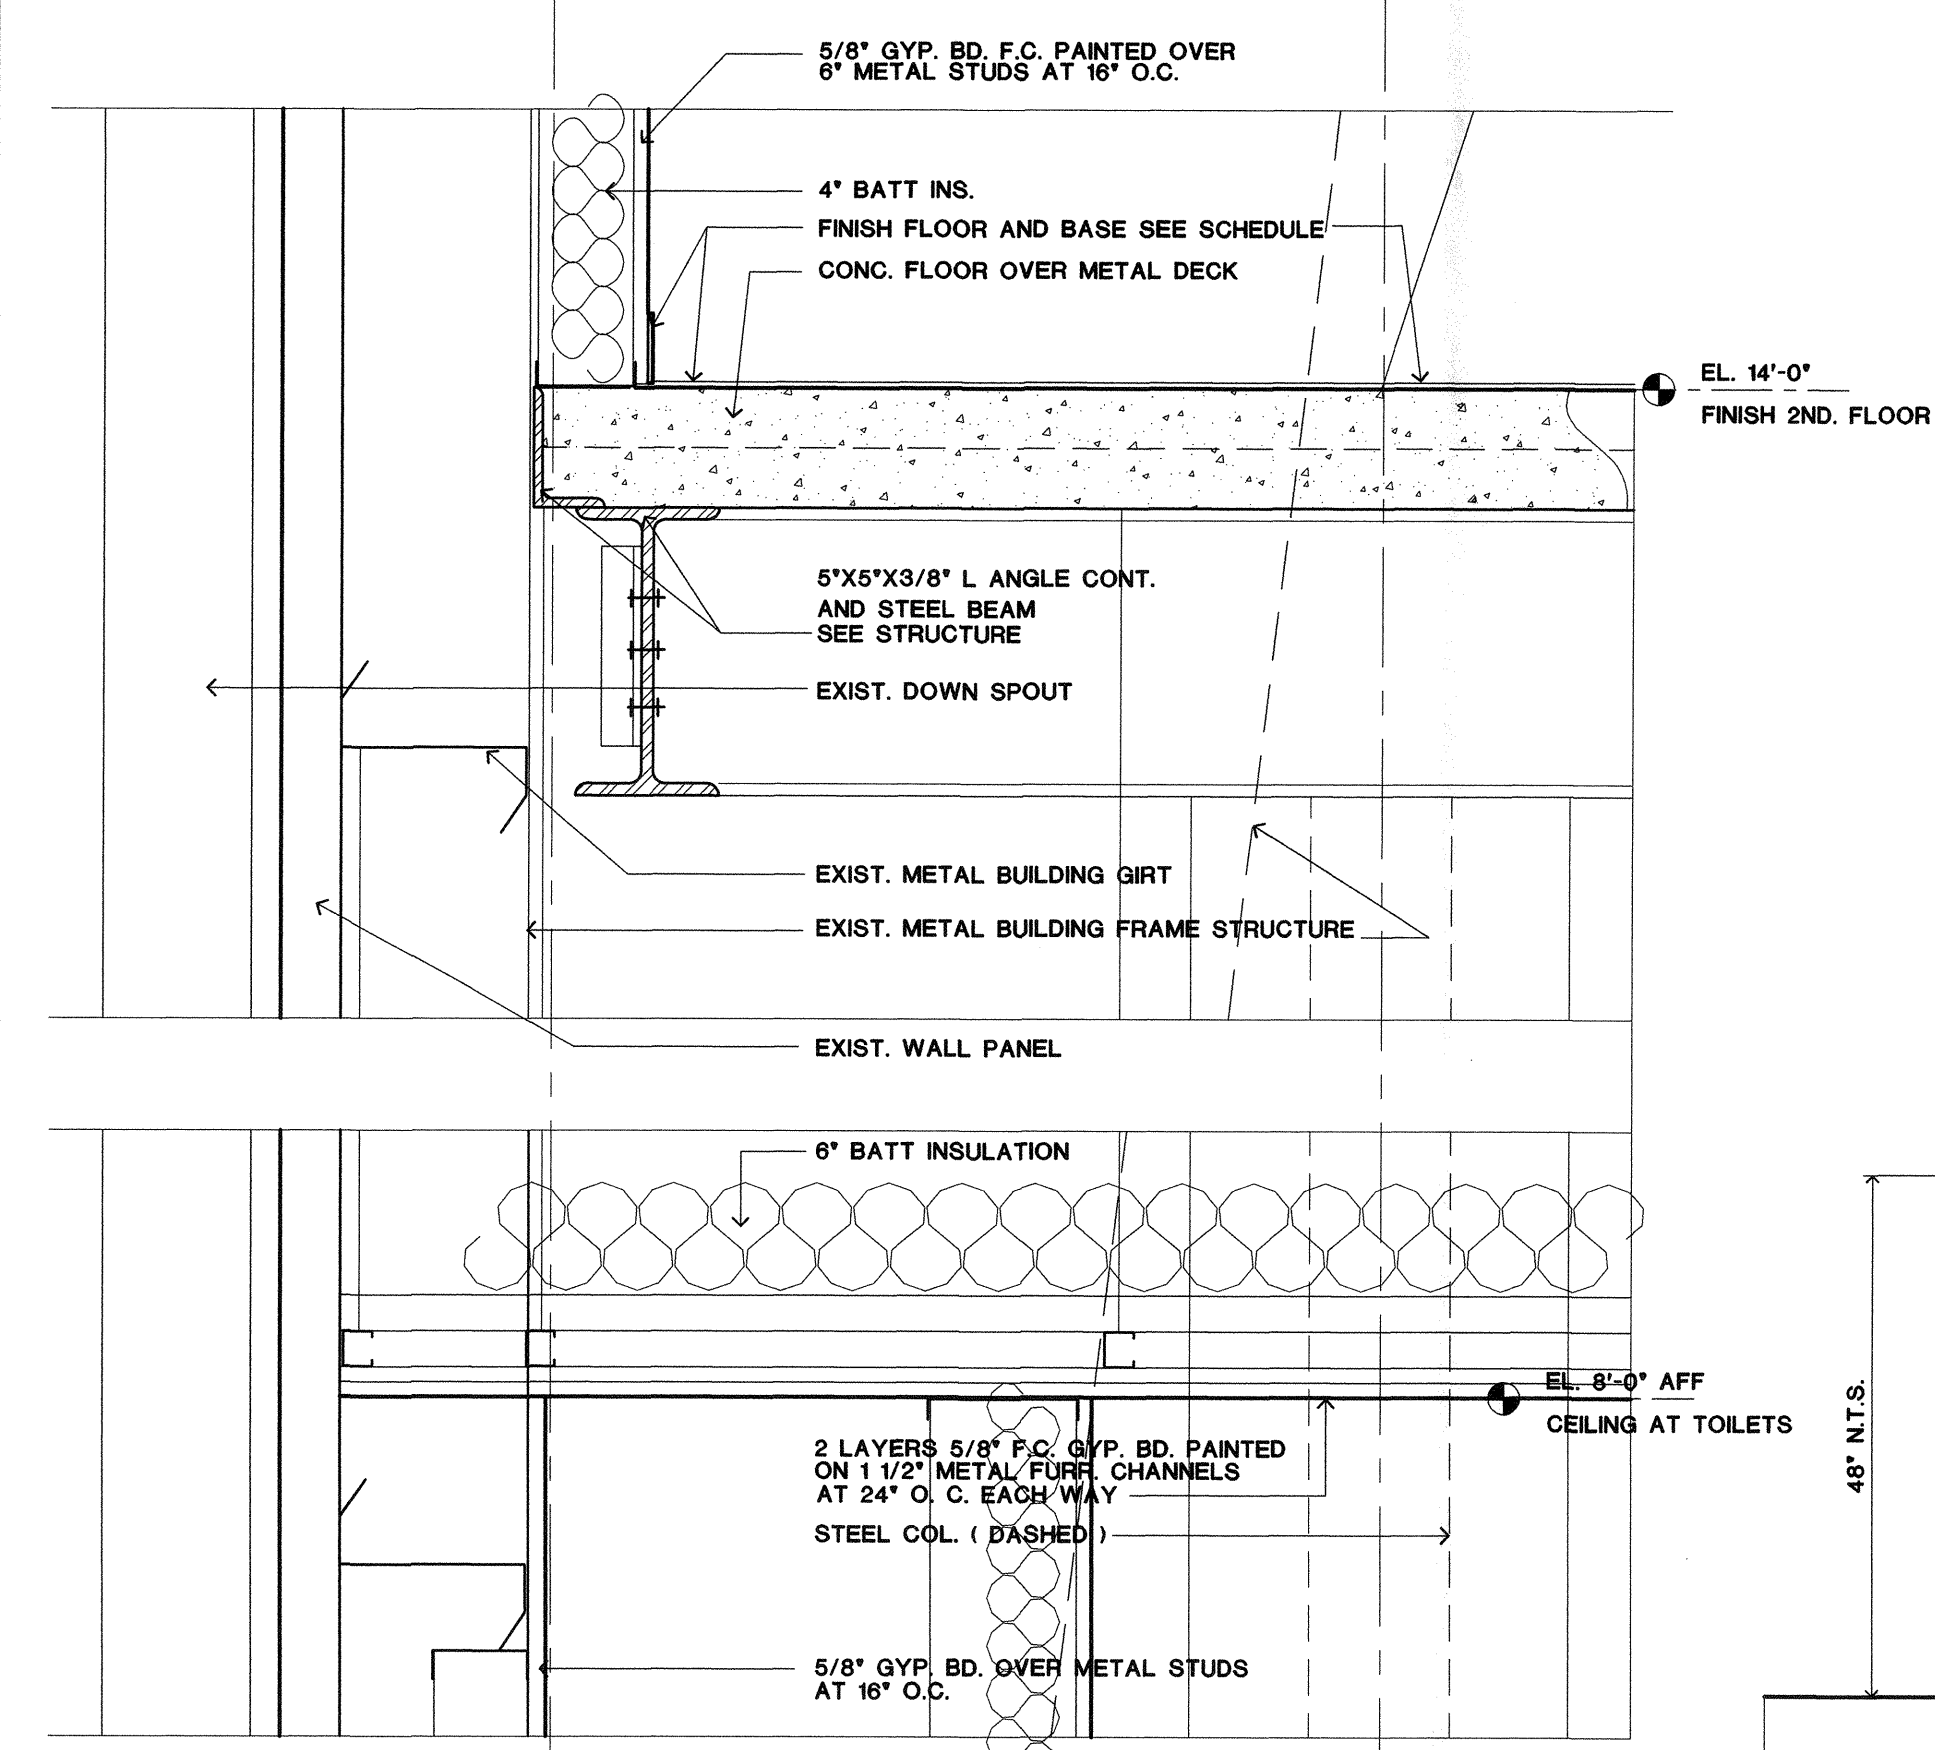 5/8" GYP. BD. F.C. PAINTED OVER
6" METAL STUDS AT 16" O.C.
4" BATT INS.
FINISH FLOOR AND BASE SEE SCHEDULE
CONC. FLOOR OVER METAL DECK
EL. 14'-0"
FINISH 2ND. FLOOR
5"X5"X3/8" L ANGLE CONT.
AND STEEL BEAM
SEE STRUCTURE
EXIST. DOWN SPOUT
EXIST. METAL BUILDING GIRT
EXIST. METAL BUILDING FRAME STRUCTURE
EXIST. WALL PANEL
6" BATT INSULATION
EL. 8'-0" AFF
CEILING AT TOILETS
48" N.T.S.
2 LAYERS 5/8" F.C. GYP. BD. PAINTED
ON 1 1/2" METAL FURR. CHANNELS
AT 24" O. C. EACH WAY
STEEL COL. ( DASHED )
5/8" GYP. BD. OVER METAL STUDS
AT 16" O.C.